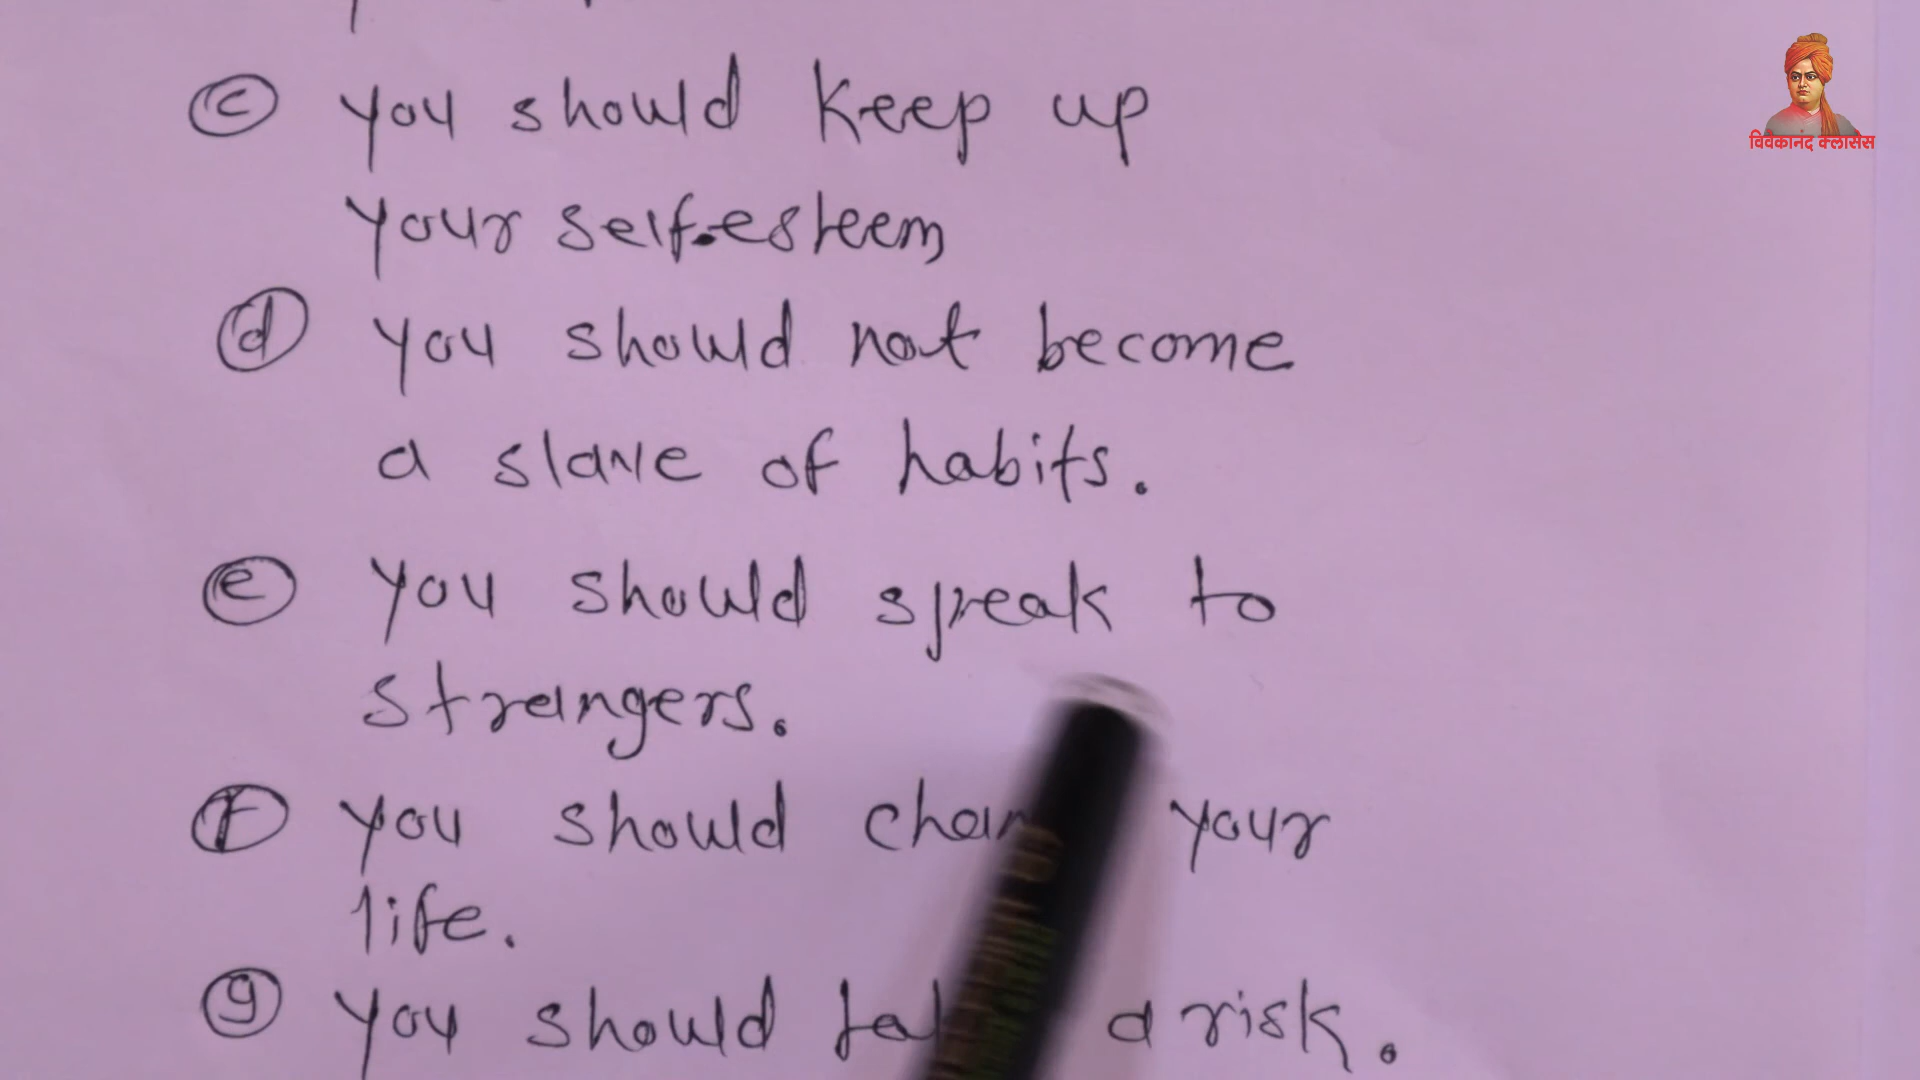 c you should keep up
your self-esteem
d you should not become
a slave of habits.
e you should speak to
strangers.
f you should your
life.
g you should a risk.
विवेकानंद क्लासेस